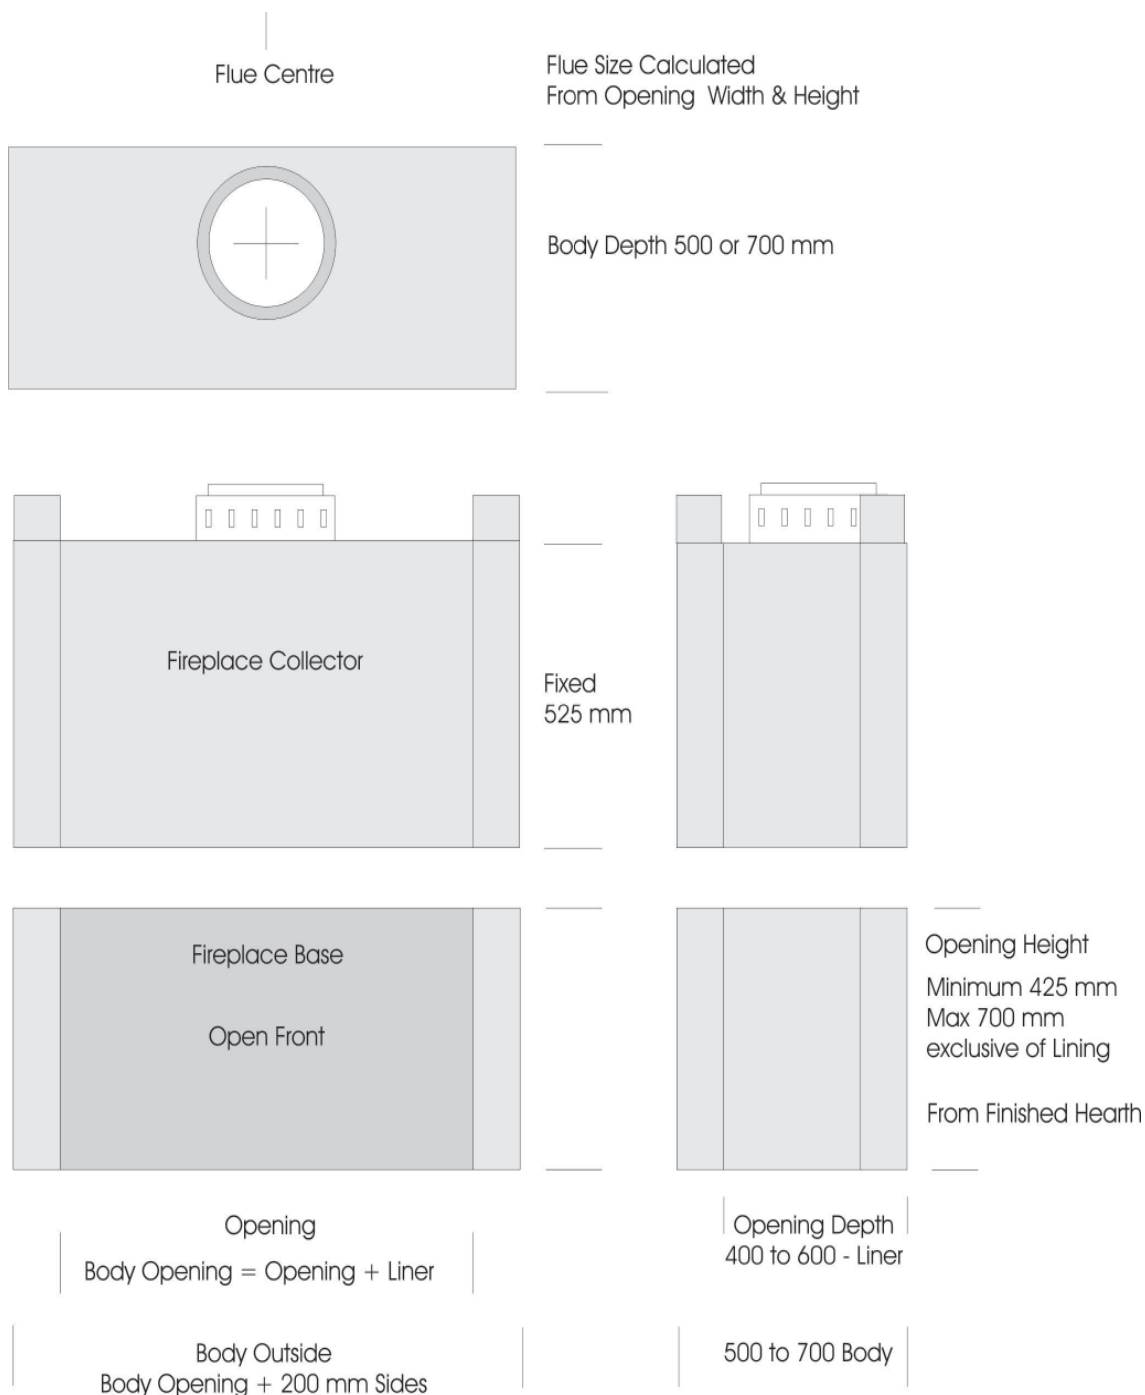 Flue Centre
Flue Size Calculated
From Opening Width & Height
Body Depth 500 or 700 mm
Fireplace Collector
Fixed
525 mm
Fireplace Base
Open Front
Opening Height
Minimum 425 mm
Max 700 mm
exclusive of Lining
From Finished Hearth
Opening
Body Opening = Opening + Liner
Opening Depth
400 to 600 - Liner
Body Outside
Body Opening + 200 mm Sides
500 to 700 Body